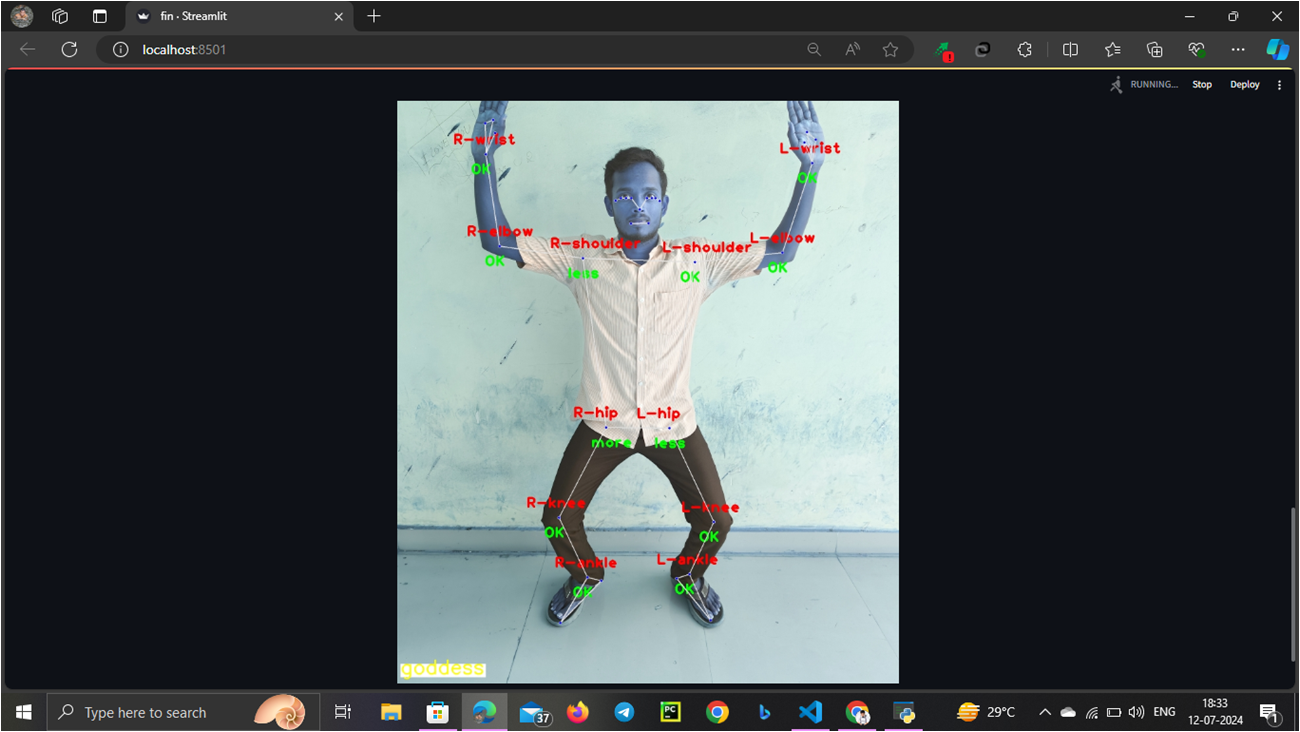 fin · Streamlit
localhost:8501
RUNNING...
Stop
Deploy
R-wrist
L-wrist
OK
OK
R-elbow
R-shoulder
L-shoulder
L-elbow
OK
less
OK
OK
R-hip
L-hip
more
less
R-knee
L-knee
OK
OK
R-ankle
L-ankle
OK
OK
goddess
Type here to search
37
PC
29°C
ENG
18:33
12-07-2024
1